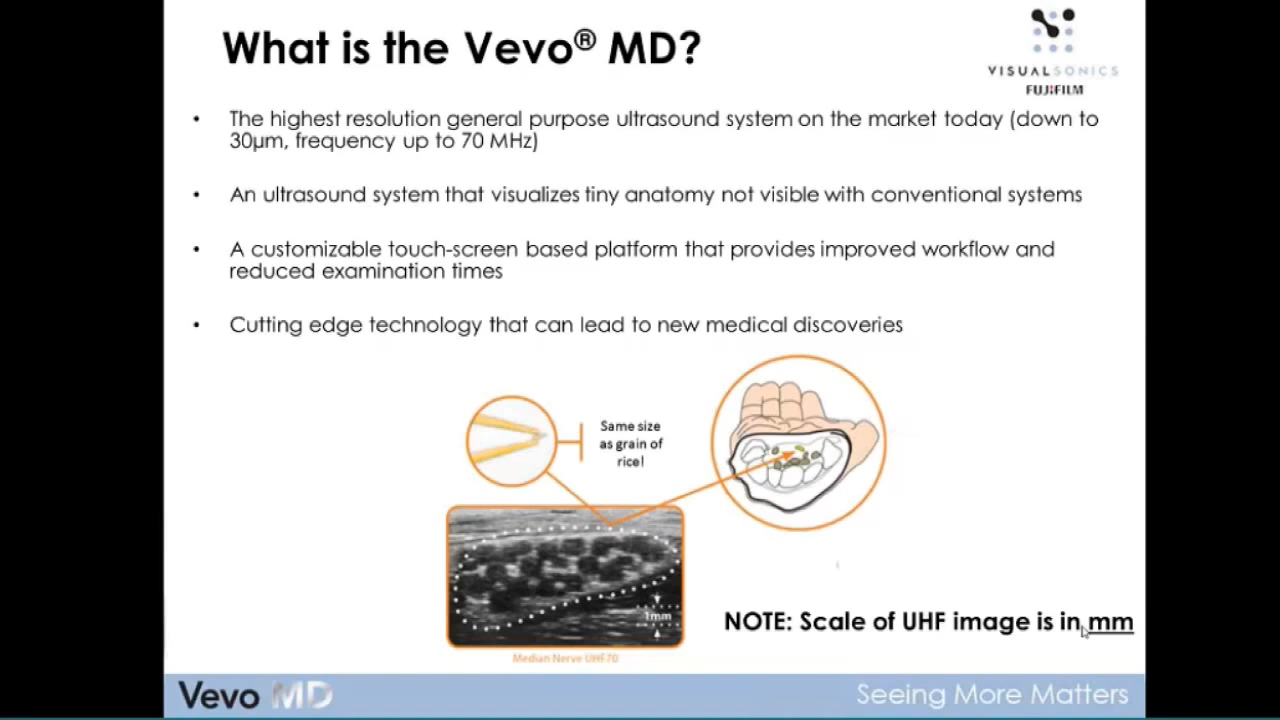 What is the Vevo® MD?
VISUALSONICS
FUJIFILM
• The highest resolution general purpose ultrasound system on the market today (down to
30µm, frequency up to 70 MHz)
• An ultrasound system that visualizes tiny anatomy not visible with conventional systems
• A customizable touch-screen based platform that provides improved workflow and
reduced examination times
• Cutting edge technology that can lead to new medical discoveries
Same size
as grain of
rice!
1mm
Median Nerve UHF70
NOTE: Scale of UHF image is in mm
Vevo MD
Seeing More Matters